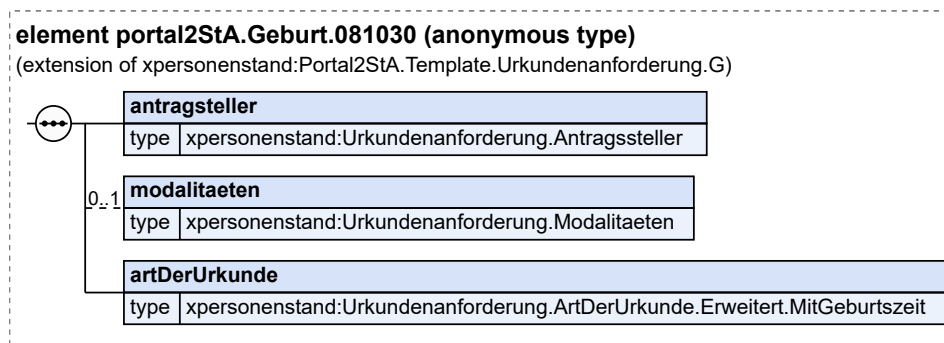 element portal2StA.Geburt.081030 (anonymous type)
(extension of xpersonenstand:Portal2StA.Template.Urkundenanforderung.G)
antragsteller
type xpersonenstand:Urkundenanforderung.Antragssteller
0..1
modalitaeten
type xpersonenstand:Urkundenanforderung.Modalitaeten
artDerUrkunde
type xpersonenstand:Urkundenanforderung.ArtDerUrkunde.Erweitert.MitGeburtszeit